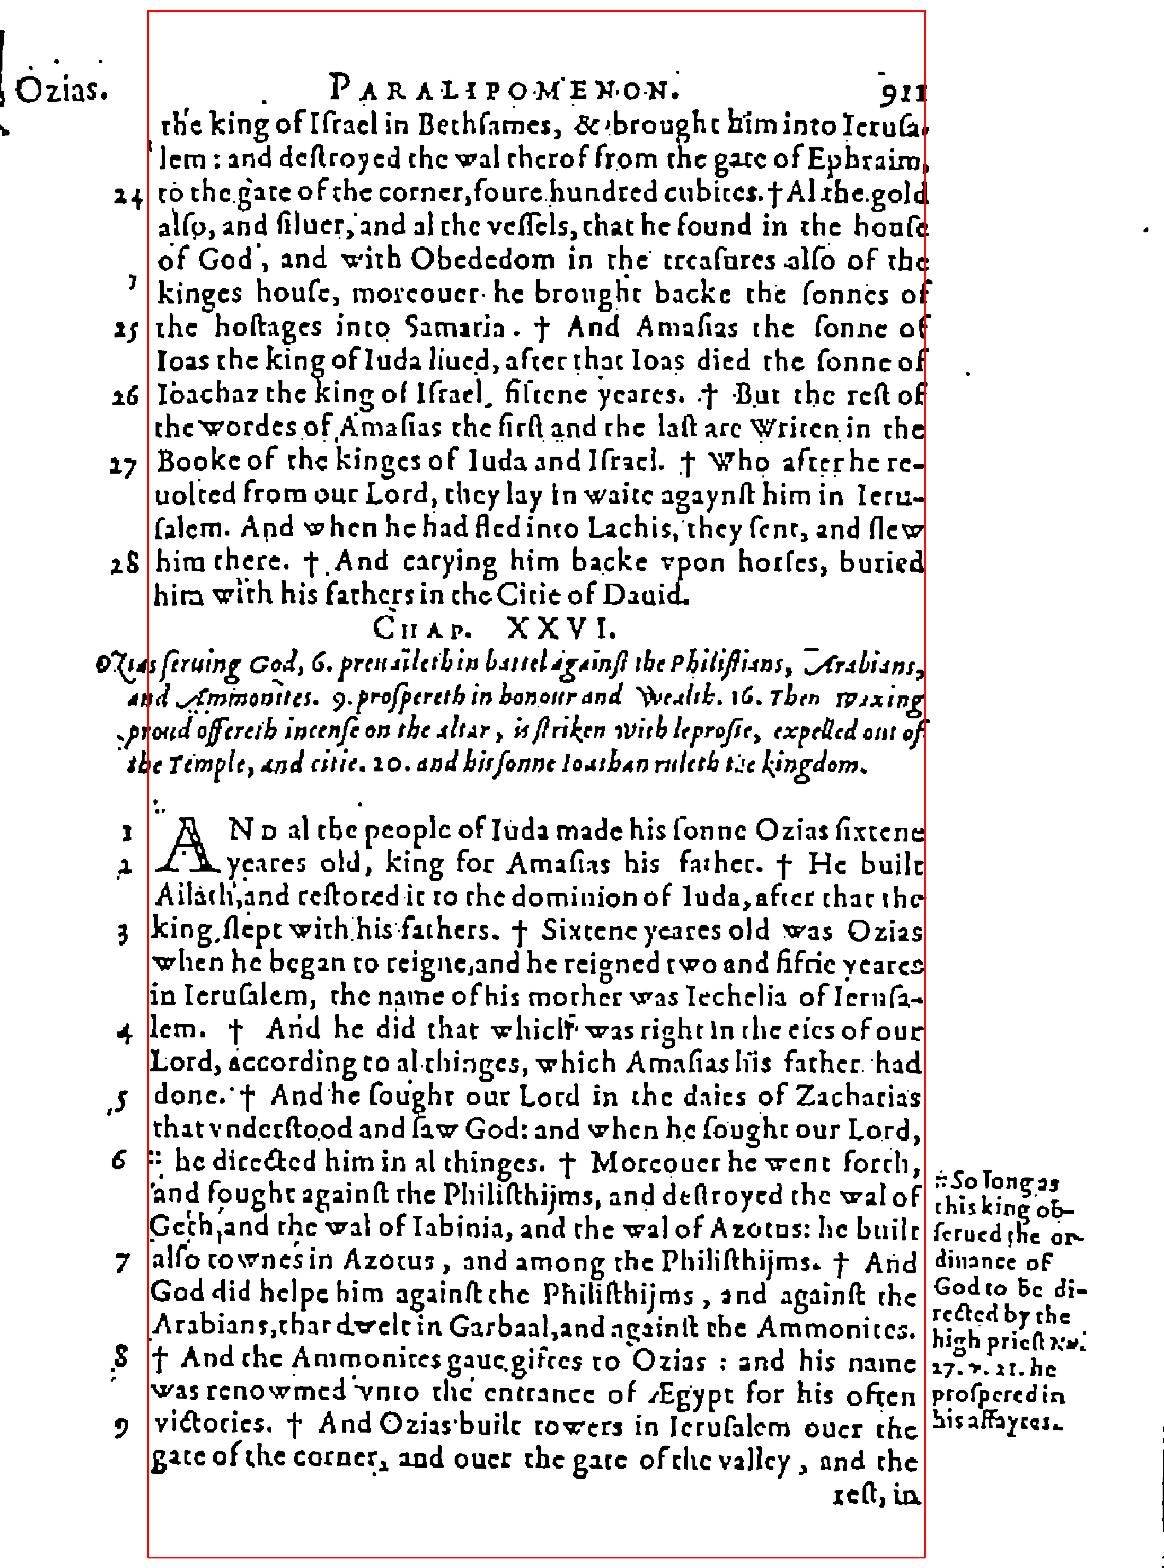 Ozias. PARALIPOMENON. 911
the king of Iſrael in Bethſames, & brought him into Ieruſa-
lem : and deſtroyed the wal therof from the gate of Ephraim,
24 to the gate of the corner, foure hundred cubites. † Al the gold
alſo, and ſiluer, and al the veſſels, that he found in the houſe
of God, and with Obededom in the treaſures alſo of the
kinges houſe, moreouer he brought backe the ſonnes of
25 the hoſtages into Samaria. † And Amaſias the ſonne of
Ioas the king of Iuda liued, after that Ioas died the ſonne of
26 Ioachaz the king of Iſrael, fiftene yeares. † But the reſt of
the wordes of Amaſias the firſt and the laſt are writen in the
27 Booke of the kinges of Iuda and Iſrael. † Who after he re-
uolted from our Lord, they lay in waite agaynſt him in Ieru-
ſalem. And when he had fled into Lachis, they ſent, and ſlew
28 him there. † And carying him backe vpon horſes, buried
him with his fathers in the Citie of Dauid.
CHAP. XXVI.
Ozias ſeruing God, 6. preuaileth in battel againſt the Philiſtians, Arabians,
and Ammonites. 9. proſpereth in honour and wealth. 16. Then waxing
proud offereth incenſe on the altar, is ſtriken with leproſie, expelled out of
the Temple, and citie. 20. and his ſonne Ioathan ruleth the kingdom.
1 AND al the people of Iuda made his ſonne Ozias ſixtene
2 yeares old, king for Amaſias his father. † He built
Ailath, and reſtored it to the dominion of Iuda, after that the
3 king ſlept with his fathers. † Sixtene yeares old was Ozias
when he began to reigne, and he reigned two and fiftie yeares
in Ieruſalem, the name of his mother was Iechelia of Ieruſa-
4 lem. † And he did that which was right in the eies of our
Lord, according to al thinges, which Amaſias his father had
5 done. † And he ſought our Lord in the daies of Zacharias
that vnderſtood and ſaw God: and when he ſought our Lord,
6 :: he directed him in al thinges. † Moreouer he went forth,
and fought againſt the Philiſthijms, and deſtroyed the wal of
Geth, and the wal of Iabinia, and the wal of Azotus: he built
7 alſo townes in Azotus, and among the Philiſthijms. † And
God did helpe him againſt the Philiſthijms, and againſt the
Arabians, that dwelt in Garbaal, and againſt the Ammonites.
8 † And the Ammonites gaue giftes to Ozias : and his name
was renowmed vnto the entrance of Ægypt for his often
9 victories. † And Ozias built towers in Ieruſalem ouer the
gate of the corner, and ouer the gate of the valley, and the
reſt, in
:: So long as
this king ob-
ſerued the or-
dinance of
God to be di-
rected by the
high prieſt Nu.
27. v. 21. he
proſpered in
his affayres.